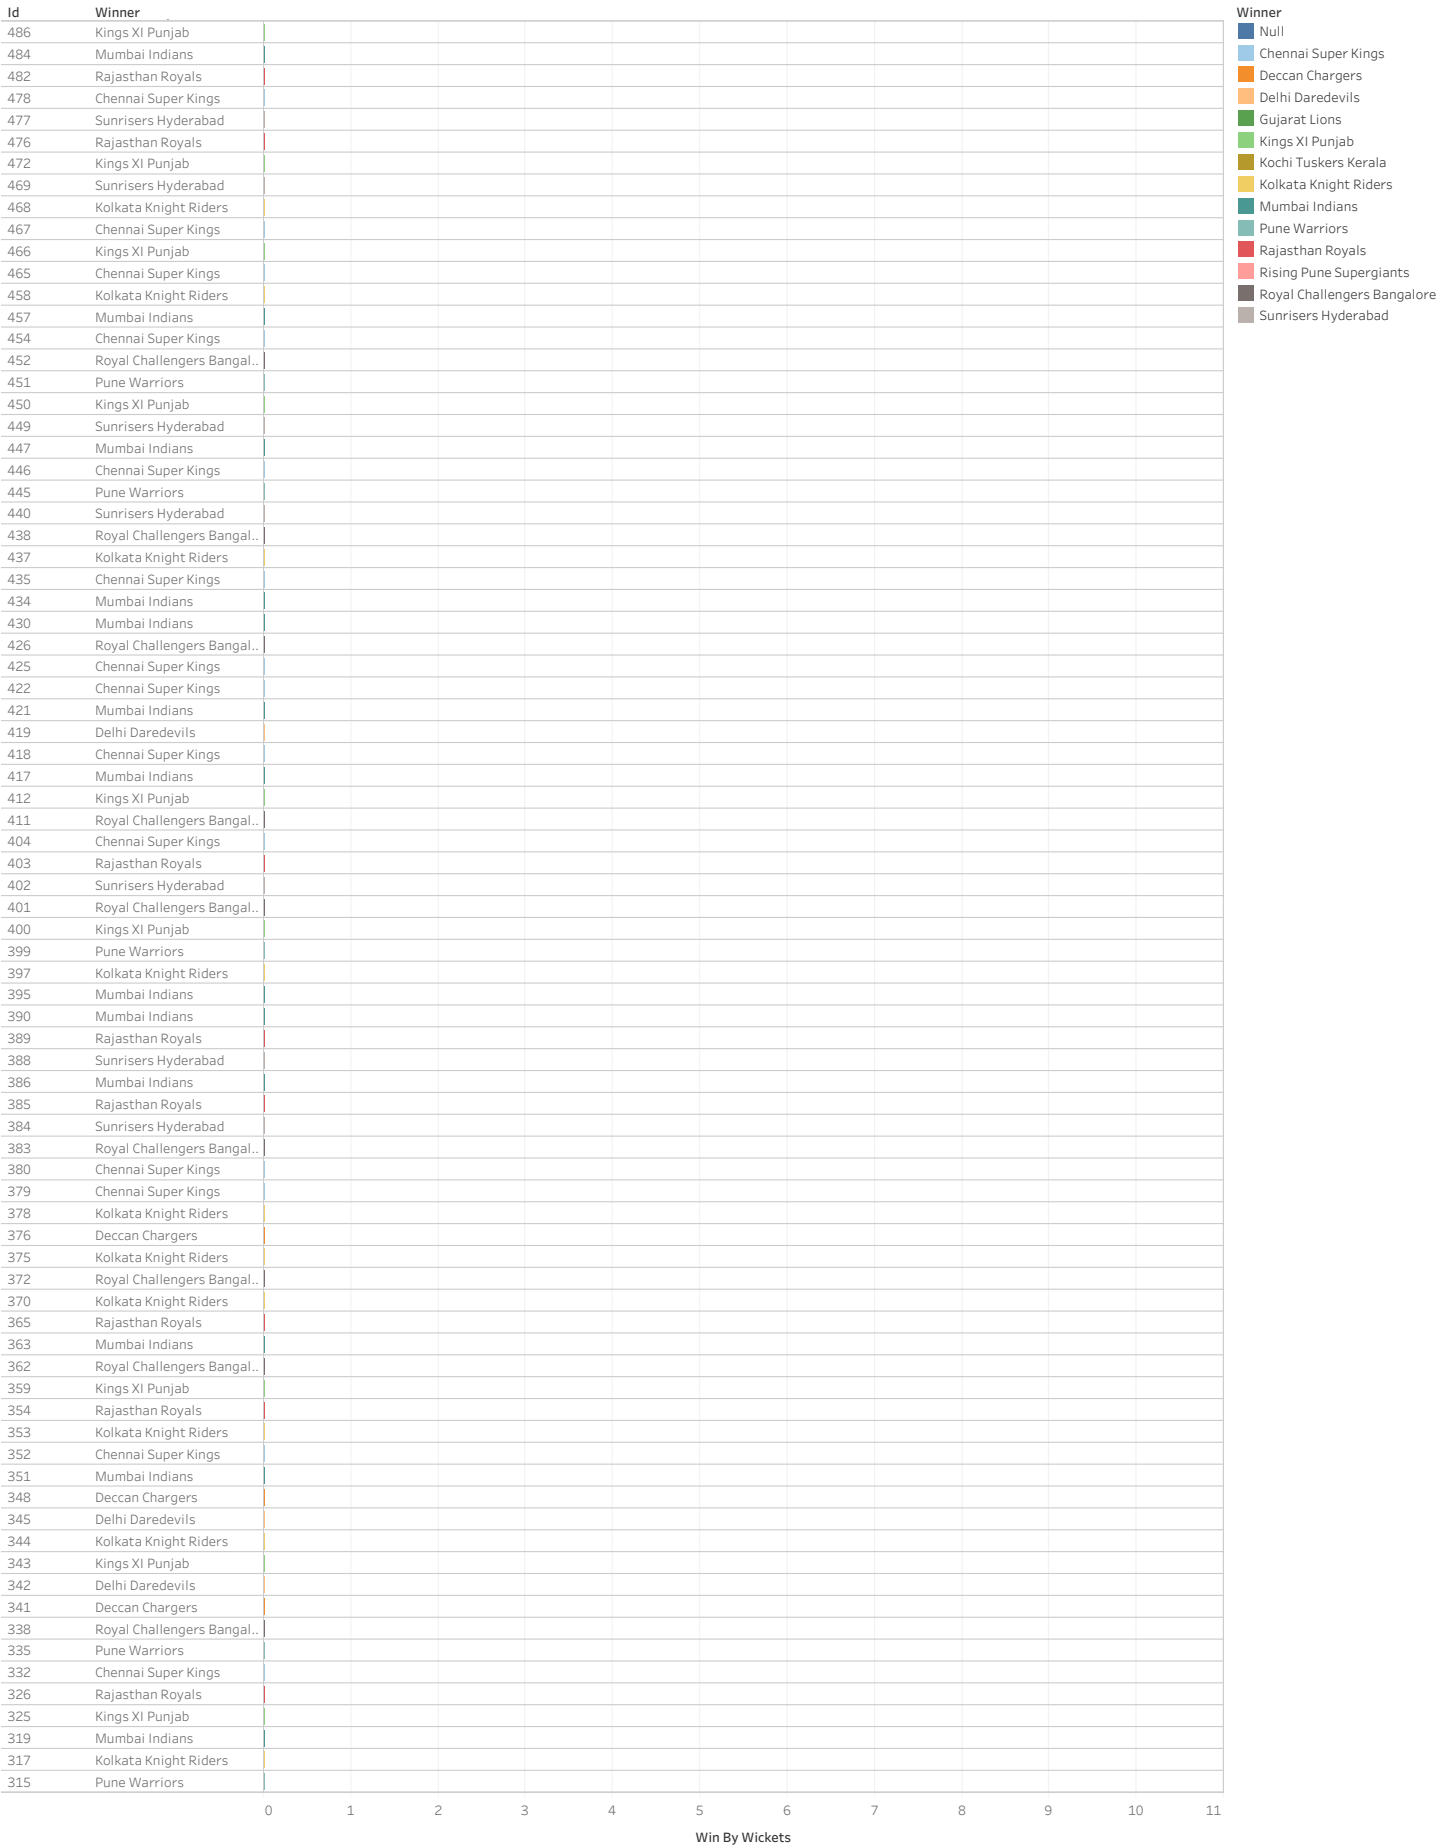 Id Winner
486 Kings XI Punjab
484 Mumbai Indians
482 Rajasthan Royals
478 Chennai Super Kings
477 Sunrisers Hyderabad
476 Rajasthan Royals
472 Kings XI Punjab
469 Sunrisers Hyderabad
468 Kolkata Knight Riders
467 Chennai Super Kings
466 Kings XI Punjab
465 Chennai Super Kings
458 Kolkata Knight Riders
457 Mumbai Indians
454 Chennai Super Kings
452 Royal Challengers Bangal..
451 Pune Warriors
450 Kings XI Punjab
449 Sunrisers Hyderabad
447 Mumbai Indians
446 Chennai Super Kings
445 Pune Warriors
440 Sunrisers Hyderabad
438 Royal Challengers Bangal..
437 Kolkata Knight Riders
435 Chennai Super Kings
434 Mumbai Indians
430 Mumbai Indians
426 Royal Challengers Bangal..
425 Chennai Super Kings
422 Chennai Super Kings
421 Mumbai Indians
419 Delhi Daredevils
418 Chennai Super Kings
417 Mumbai Indians
412 Kings XI Punjab
411 Royal Challengers Bangal..
404 Chennai Super Kings
403 Rajasthan Royals
402 Sunrisers Hyderabad
401 Royal Challengers Bangal..
400 Kings XI Punjab
399 Pune Warriors
397 Kolkata Knight Riders
395 Mumbai Indians
390 Mumbai Indians
389 Rajasthan Royals
388 Sunrisers Hyderabad
386 Mumbai Indians
385 Rajasthan Royals
384 Sunrisers Hyderabad
383 Royal Challengers Bangal..
380 Chennai Super Kings
379 Chennai Super Kings
378 Kolkata Knight Riders
376 Deccan Chargers
375 Kolkata Knight Riders
372 Royal Challengers Bangal..
370 Kolkata Knight Riders
365 Rajasthan Royals
363 Mumbai Indians
362 Royal Challengers Bangal..
359 Kings XI Punjab
354 Rajasthan Royals
353 Kolkata Knight Riders
352 Chennai Super Kings
351 Mumbai Indians
348 Deccan Chargers
345 Delhi Daredevils
344 Kolkata Knight Riders
343 Kings XI Punjab
342 Delhi Daredevils
341 Deccan Chargers
338 Royal Challengers Bangal..
335 Pune Warriors
332 Chennai Super Kings
326 Rajasthan Royals
325 Kings XI Punjab
319 Mumbai Indians
317 Kolkata Knight Riders
315 Pune Warriors
0 1 2 3 4 5 6 7 8 9 10 11
Win By Wickets
Winner
Null
Chennai Super Kings
Deccan Chargers
Delhi Daredevils
Gujarat Lions
Kings XI Punjab
Kochi Tuskers Kerala
Kolkata Knight Riders
Mumbai Indians
Pune Warriors
Rajasthan Royals
Rising Pune Supergiants
Royal Challengers Bangalore
Sunrisers Hyderabad